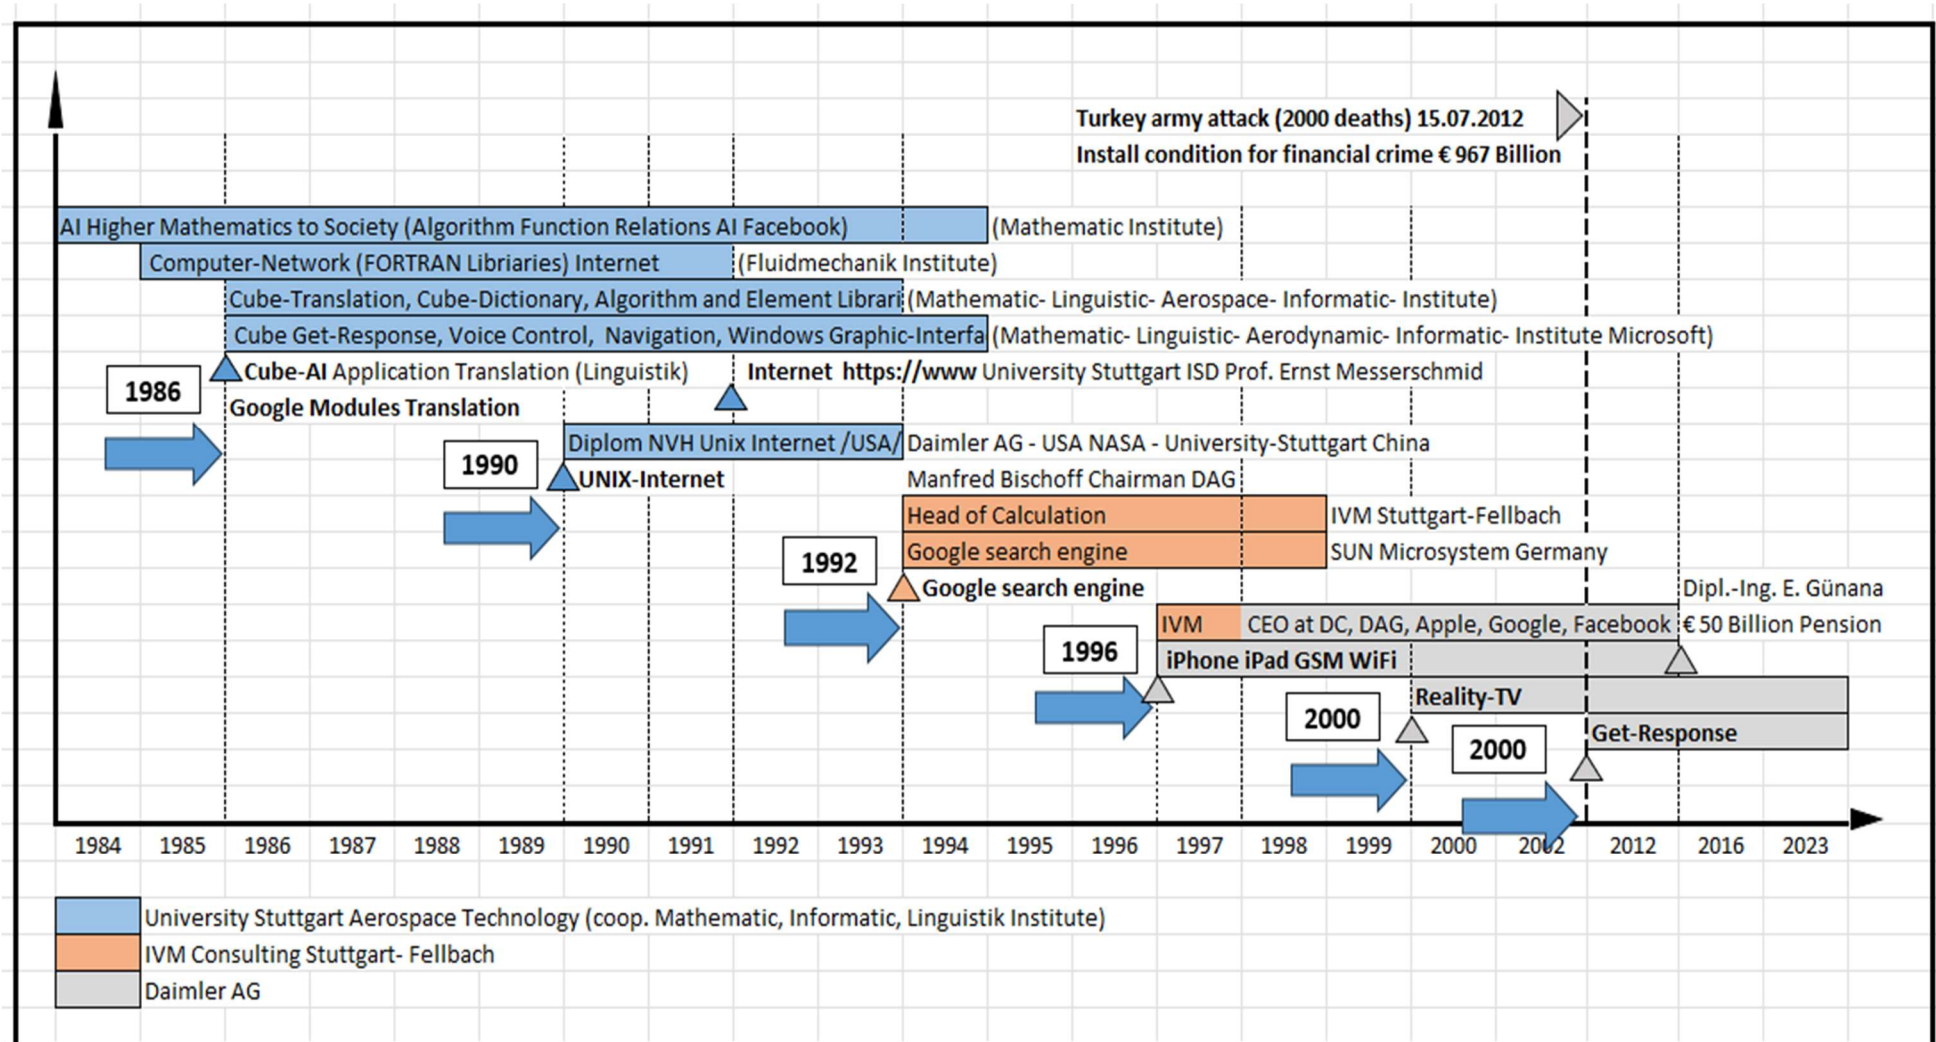 Turkey army attack (2000 deaths) 15.07.2012
Install condition for financial crime € 967 Billion
AI Higher Mathematics to Society (Algorithm Function Relations AI Facebook) (Mathematic Institute)
Computer-Network (FORTRAN Libriaries) Internet (Fluidmechanik Institute)
Cube-Translation, Cube-Dictionary, Algorithm and Element Librari (Mathematic- Linguistic- Aerospace- Informatic- Institute)
Cube Get-Response, Voice Control, Navigation, Windows Graphic-Interfa (Mathematic- Linguistic- Aerodynamic- Informatic- Institute Microsoft)
1986 Cube-AI Application Translation (Linguistik) Internet https://www University Stuttgart ISD Prof. Ernst Messerschmid
Google Modules Translation
Diplom NVH Unix Internet /USA/ Daimler AG - USA NASA - University-Stuttgart China
1990 UNIX-Internet Manfred Bischoff Chairman DAG
Head of Calculation IVM Stuttgart-Fellbach
Google search engine SUN Microsystem Germany
1992 Google search engine Dipl.-Ing. E. Günana
IVM CEO at DC, DAG, Apple, Google, Facebook € 50 Billion Pension
1996 iPhone iPad GSM WiFi
Reality-TV
2000
Get-Response
2000
1984 1985 1986 1987 1988 1989 1990 1991 1992 1993 1994 1995 1996 1997 1998 1999 2000 2002 2012 2016 2023
University Stuttgart Aerospace Technology (coop. Mathematic, Informatic, Linguistik Institute)
IVM Consulting Stuttgart- Fellbach
Daimler AG